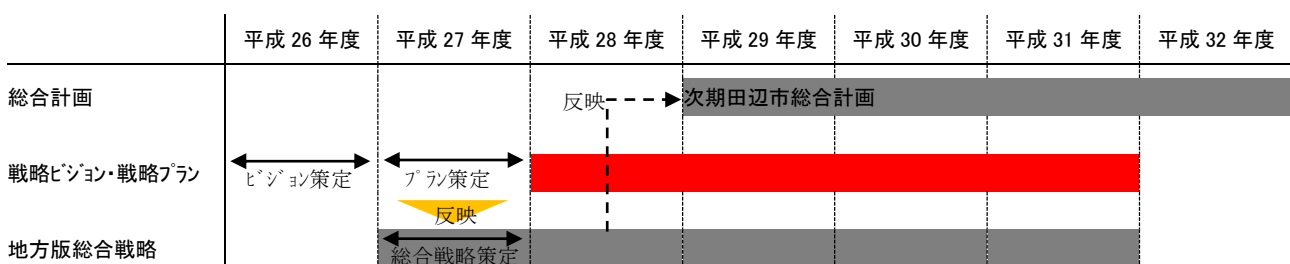 平成 26 年度 平成 27 年度 平成 28 年度 平成 29 年度 平成 30 年度 平成 31 年度 平成 32 年度
総合計画 反映 次期田辺市総合計画
戦略ﾋﾞｼﾞｮﾝ・戦略ﾌﾟﾗﾝ ﾋﾞｼﾞｮﾝ策定 ﾌﾟﾗﾝ策定
反映
地方版総合戦略 総合戦略策定